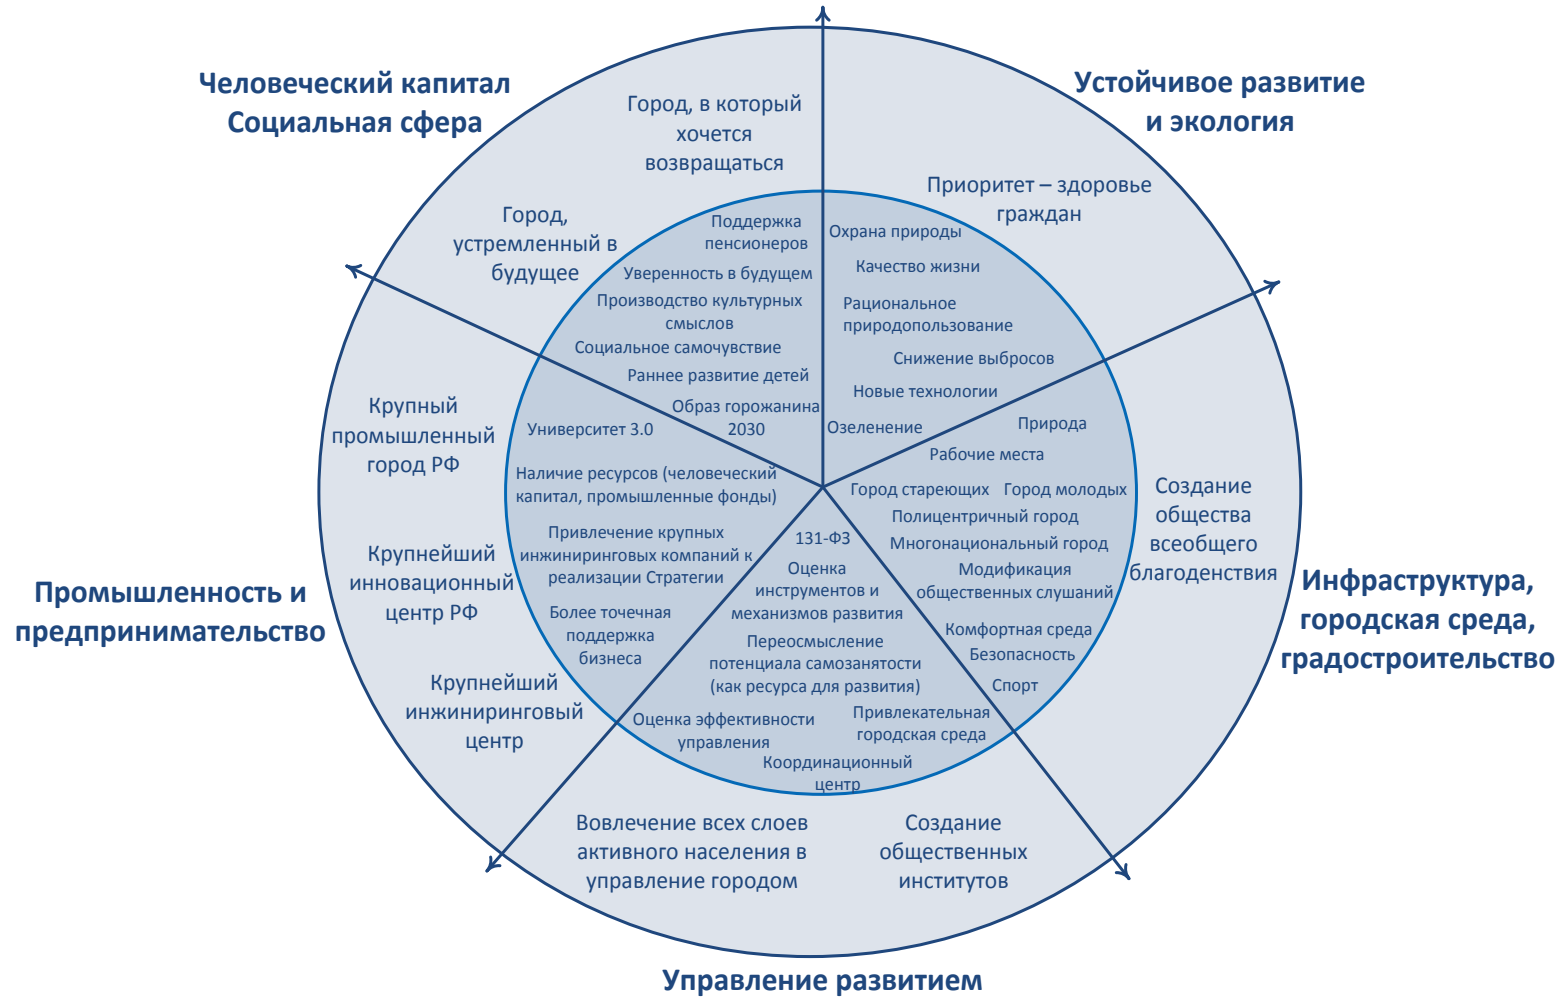 Человеческий капитал
Социальная сфера
Город, в который
хочется
возвращаться
Город,
устремленный в
будущее
Поддержка
пенсионеров
Уверенность в будущем
Производство культурных
смыслов
Социальное самочувствие
Раннее развитие детей
Образ горожанина
2030
Устойчивое развитие
и экология
Приоритет – здоровье
граждан
Охрана природы
Качество жизни
Рациональное
природопользование
Снижение выбросов
Новые технологии
Озеленение
Инфраструктура,
городская среда,
градостроительство
Создание
общества
всеобщего
благоденствия
Природа
Рабочие места
Город стареющих
Город молодых
Полицентричный город
Многонациональный город
Модификация
общественных слушаний
Комфортная среда
Безопасность
Спорт
Промышленность и
предпринимательство
Крупный
промышленный
город РФ
Крупнейший
инновационный
центр РФ
Крупнейший
инжиниринговый
центр
Университет 3.0
Наличие ресурсов (человеческий
капитал, промышленные фонды)
Привлечение крупных
инжиниринговых компаний к
реализации Стратегии
Более точечная
поддержка
бизнеса
131-ФЗ
Оценка
инструментов и
механизмов развития
Переосмысление
потенциала самозанятости
(как ресурса для развития)
Оценка эффективности
управления
Привлекательная
городская среда
Координационный
центр
Вовлечение всех слоев
активного населения в
управление городом
Создание
общественных
институтов
Управление развитием